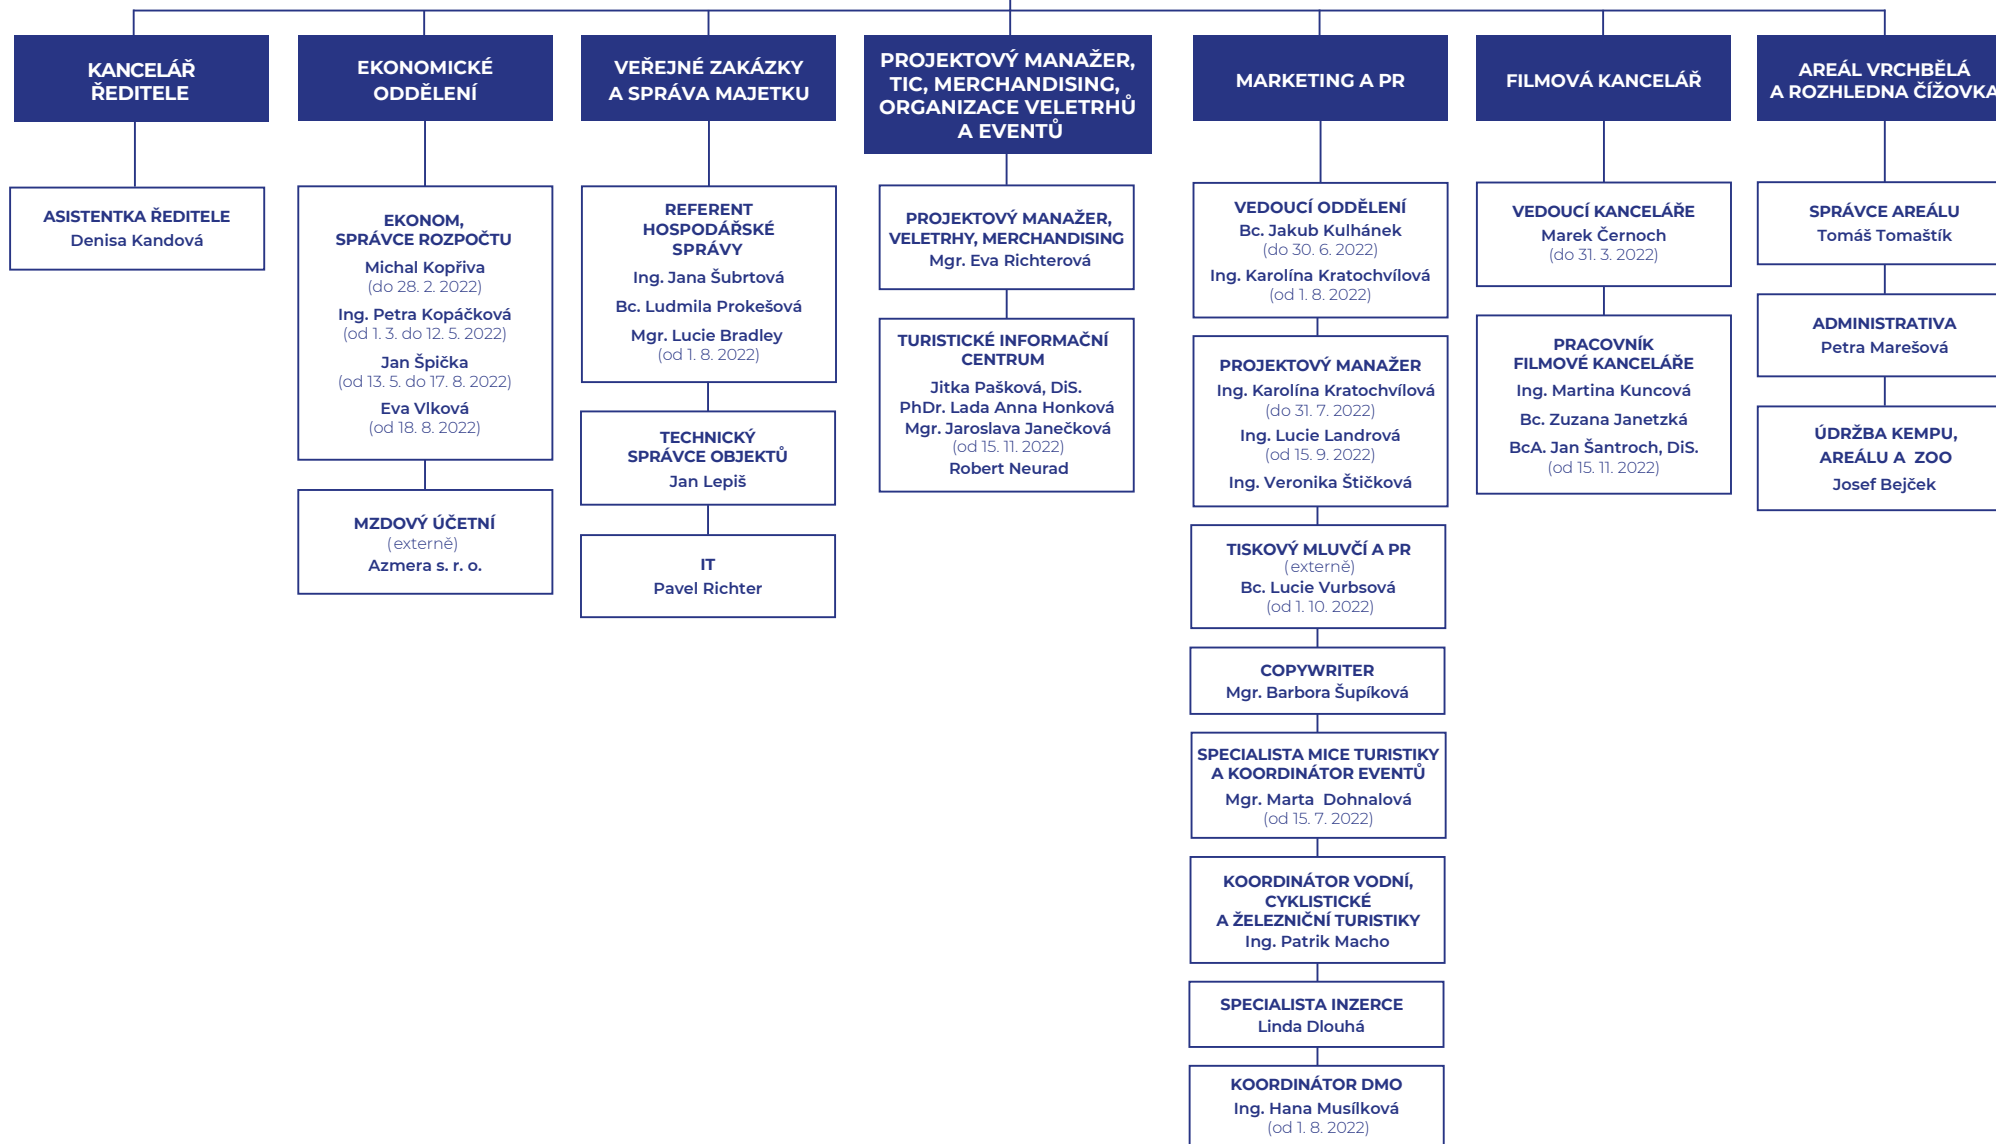 KANCELÁŘ
ŘEDITELE
ASISTENTKA ŘEDITELE
Denisa Kandová
EKONOMICKÉ
ODDĚLENÍ
EKONOM,
SPRÁVCE ROZPOČTU
Michal Kopřiva
(do 28. 2. 2022)
Ing. Petra Kopáčková
(od 1. 3. do 12. 5. 2022)
Jan Špička
(od 13. 5. do 17. 8. 2022)
Eva Vlková
(od 18. 8. 2022)
MZDOVÝ ÚČETNÍ
(externě)
Azmera s. r. o.
VEŘEJNÉ ZAKÁZKY
A SPRÁVA MAJETKU
REFERENT
HOSPODÁŘSKÉ
SPRÁVY
Ing. Jana Šubrtová
Bc. Ludmila Prokešová
Mgr. Lucie Bradley
(od 1. 8. 2022)
TECHNICKÝ
SPRÁVCE OBJEKTŮ
Jan Lepiš
IT
Pavel Richter
PROJEKTOVÝ MANAŽER,
TIC, MERCHANDISING,
ORGANIZACE VELETRHŮ
A EVENTŮ
PROJEKTOVÝ MANAŽER,
VELETRHY, MERCHANDISING
Mgr. Eva Richterová
TURISTICKÉ INFORMAČNÍ
CENTRUM
Jitka Pašková, DiS.
PhDr. Lada Anna Honková
Mgr. Jaroslava Janečková
(od 15. 11. 2022)
Robert Neurad
MARKETING A PR
VEDOUCÍ ODDĚLENÍ
Bc. Jakub Kulhánek
(do 30. 6. 2022)
Ing. Karolína Kratochvílová
(od 1. 8. 2022)
PROJEKTOVÝ MANAŽER
Ing. Karolína Kratochvílová
(do 31. 7. 2022)
Ing. Lucie Landrová
(od 15. 9. 2022)
Ing. Veronika Štičková
TISKOVÝ MLUVČÍ A PR
(externě)
Bc. Lucie Vurbsová
(od 1. 10. 2022)
COPYWRITER
Mgr. Barbora Šupíková
SPECIALISTA MICE TURISTIKY
A KOORDINÁTOR EVENTŮ
Mgr. Marta Dohnalová
(od 15. 7. 2022)
KOORDINÁTOR VODNÍ,
CYKLISTICKÉ
A ŽELEZNIČNÍ TURISTIKY
Ing. Patrik Macho
SPECIALISTA INZERCE
Linda Dlouhá
KOORDINÁTOR DMO
Ing. Hana Musílková
(od 1. 8. 2022)
FILMOVÁ KANCELÁŘ
VEDOUCÍ KANCELÁŘE
Marek Černoch
(do 31. 3. 2022)
PRACOVNÍK
FILMOVÉ KANCELÁŘE
Ing. Martina Kuncová
Bc. Zuzana Janetzká
BcA. Jan Šantroch, DiS.
(od 15. 11. 2022)
AREÁL VRCHBĚLÁ
A ROZHLEDNA ČÍŽOVKA
SPRÁVCE AREÁLU
Tomáš Tomaštík
ADMINISTRATIVA
Petra Marešová
ÚDRŽBA KEMPU,
AREÁLU A ZOO
Josef Bejček